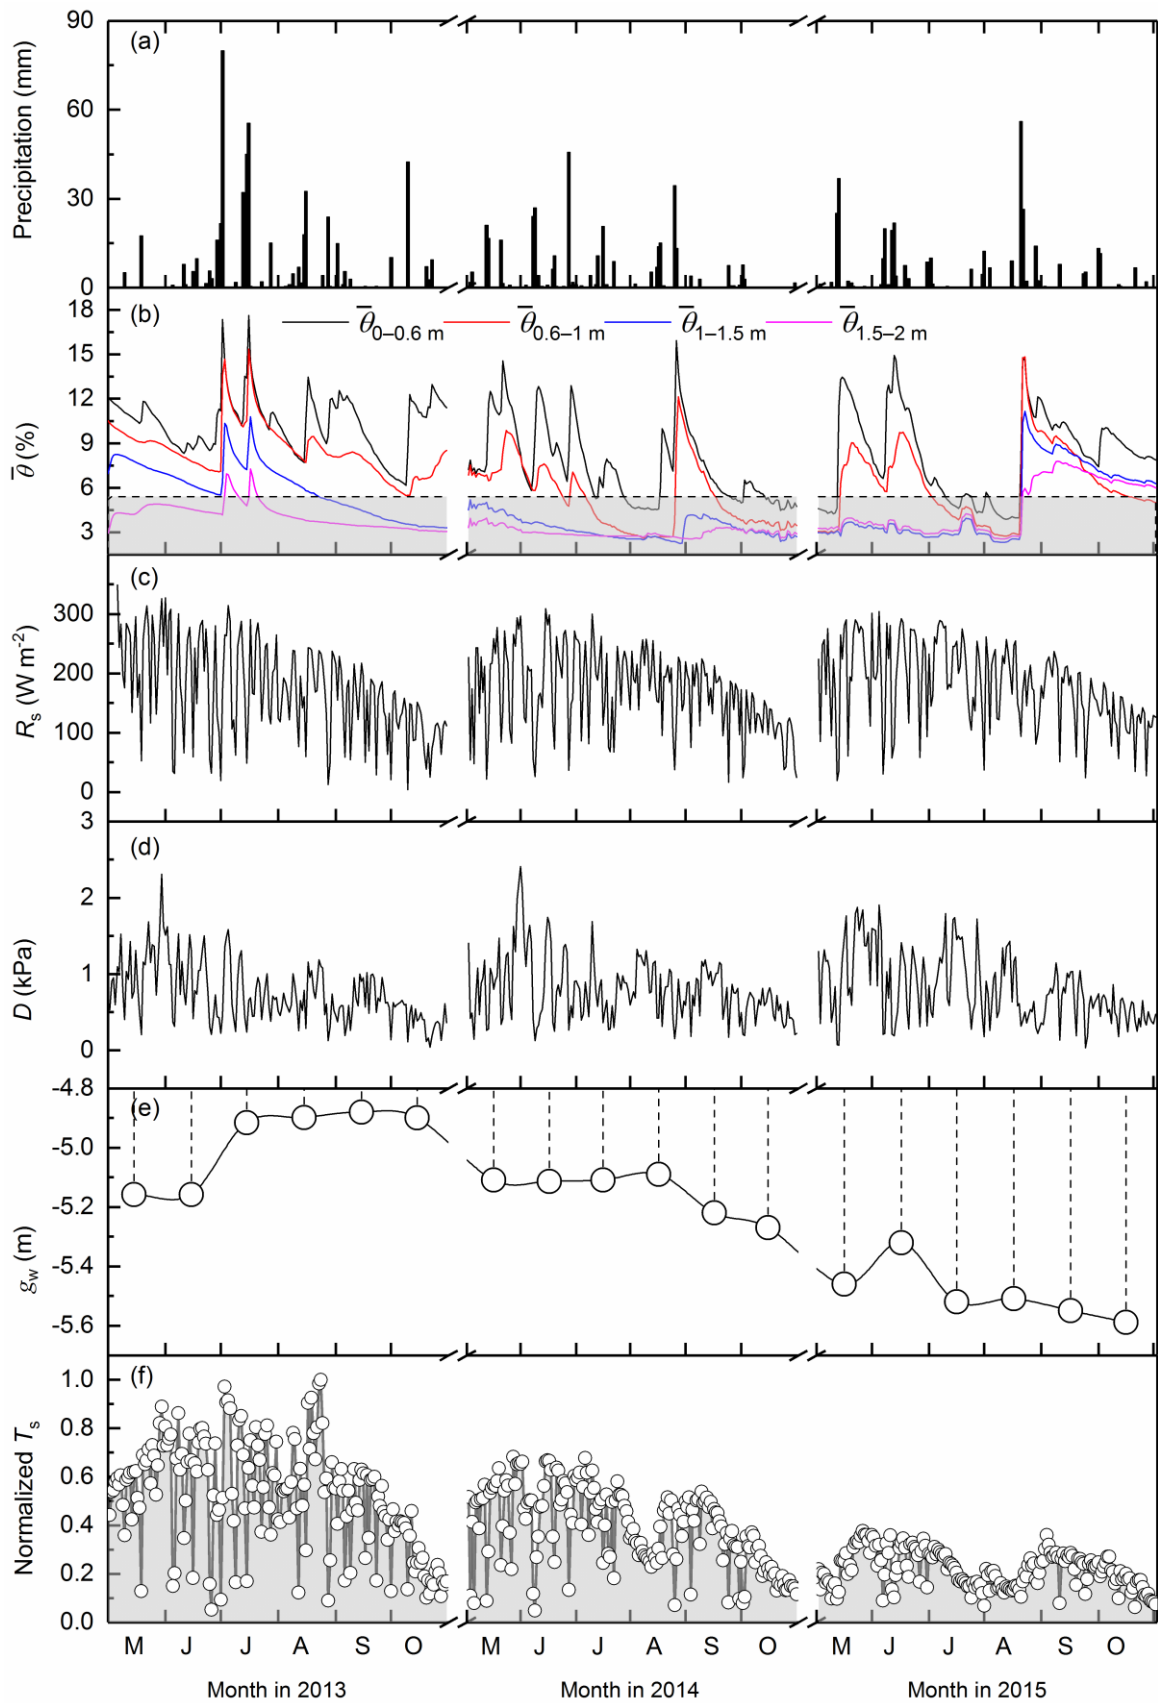 (a)
Precipitation (mm)
90
60
30
0
(b)
θ̅0–0.6 m θ̅0.6–1 m θ̅1–1.5 m θ̅1.5–2 m
θ̅ (%)
18
15
12
9
6
3
(c)
Rs (W m-2)
300
200
100
0
(d)
D (kPa)
3
2
1
0
(e)
gw (m)
-4.8
-5.0
-5.2
-5.4
-5.6
(f)
Normalized Ts
1.0
0.8
0.6
0.4
0.2
0.0
M J J A S O M J J A S O M J J A S O
Month in 2013 Month in 2014 Month in 2015